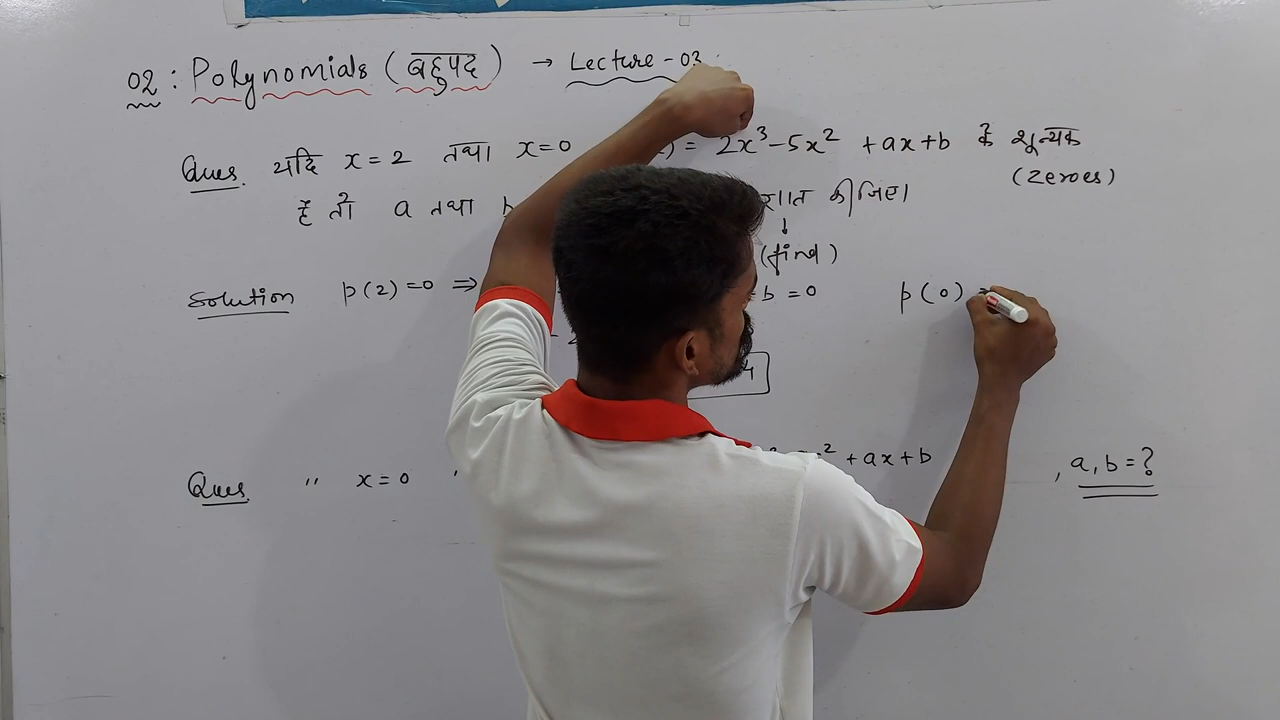 02 : Polynomials (बहुपद) → Lecture - 03
Ques. यदि x = 2 तथा x = 0 ) = 2x³ - 5x² + ax + b के शून्यक
(Zeroes)
हैं तो a तथा ज्ञात कीजिए।
↓
(find)
Solution p(2) = 0 ⇒ b = 0 p(0) =
Ques. " x = 0 + ax + b , a, b = ?